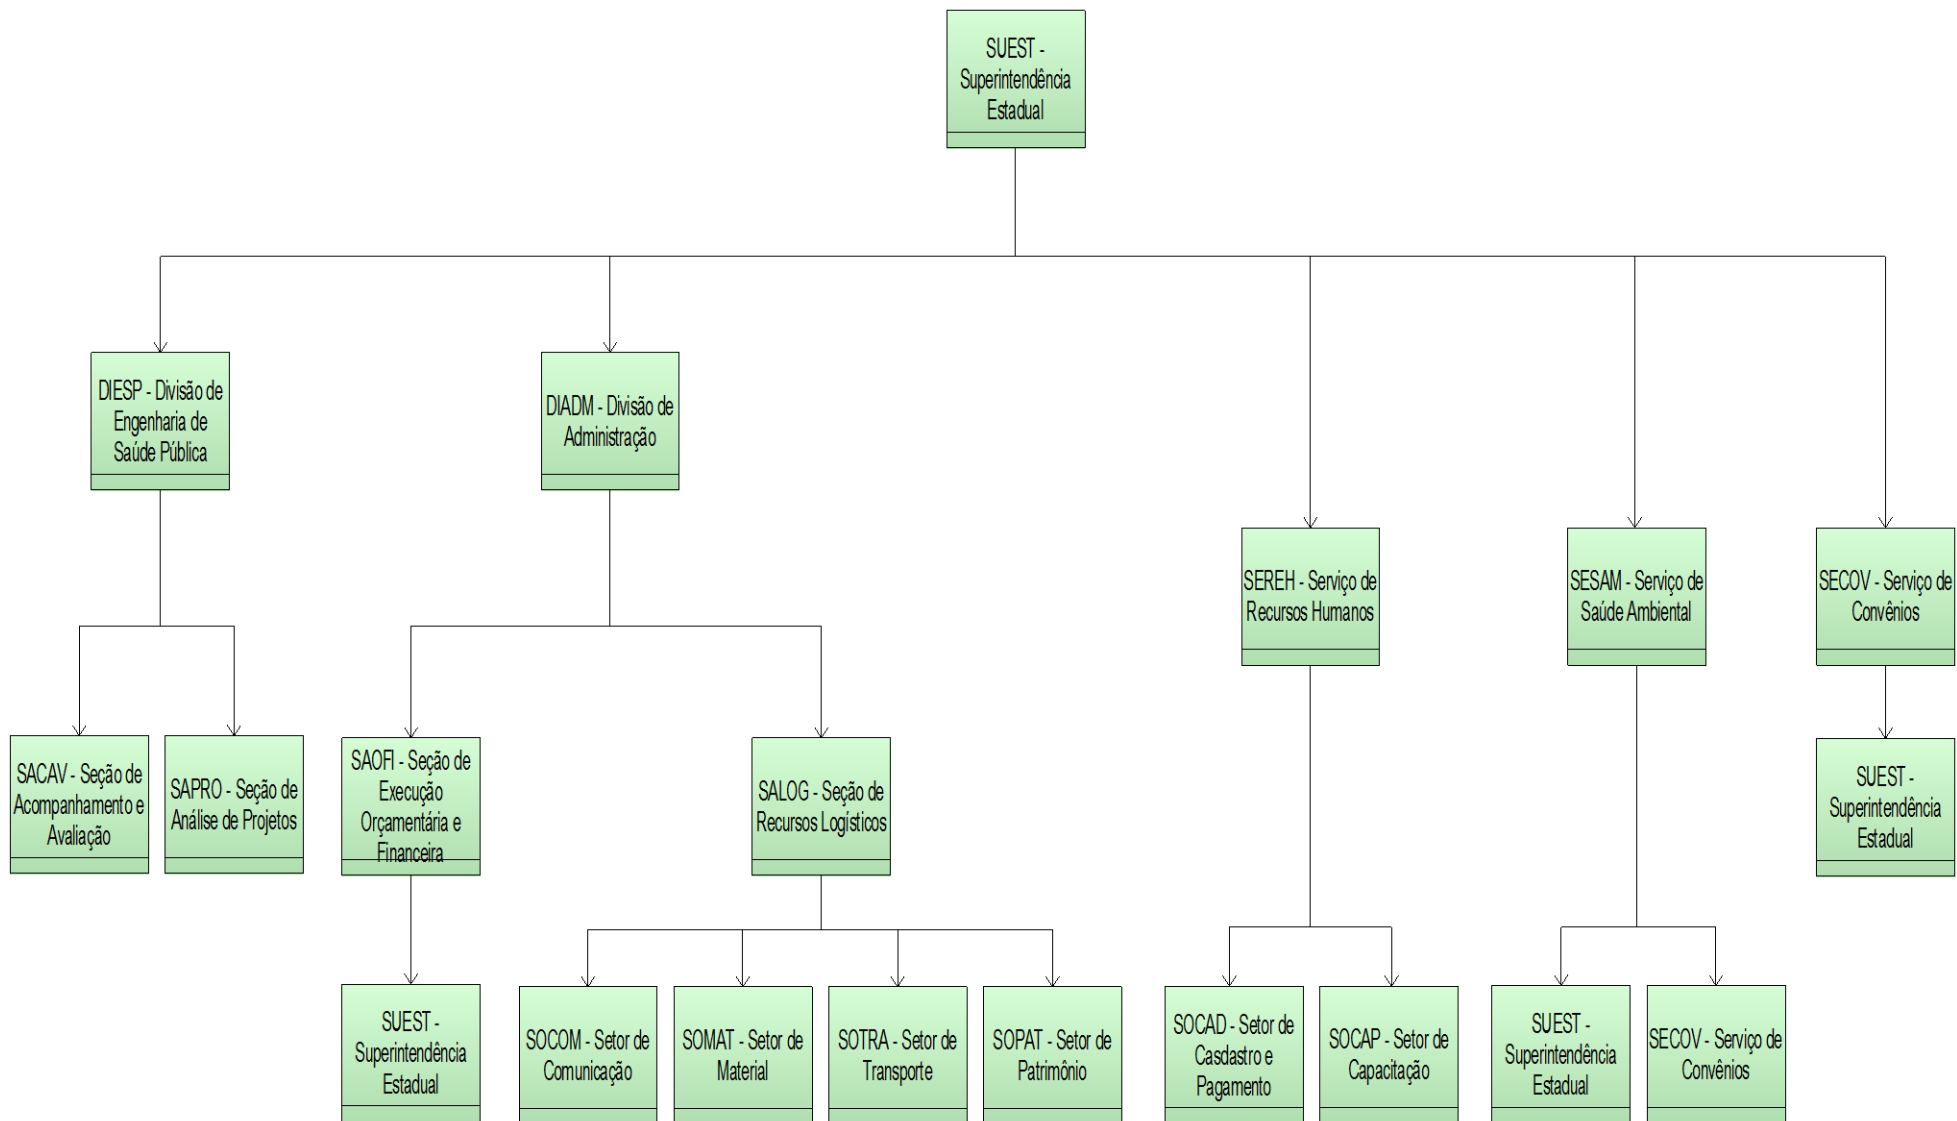 SUEST -
Superintendência
Estadual
DIESP - Divisão de
Engenharia de
Saúde Pública
DIADM - Divisão de
Administração
SEREH - Serviço de
Recursos Humanos
SESAM - Serviço de
Saúde Ambiental
SECOV - Serviço de
Convênios
SACAV - Seção de
Acompanhamento e
Avaliação
SAPRO - Seção de
Análise de Projetos
SAOFI - Seção de
Execução
Orçamentária e
Financeira
SALOG - Seção de
Recursos Logísticos
SUEST -
Superintendência
Estadual
SUEST -
Superintendência
Estadual
SOCOM - Setor de
Comunicação
SOMAT - Setor de
Material
SOTRA - Setor de
Transporte
SOPAT - Setor de
Patrimônio
SOCAD - Setor de
Casdastro e
Pagamento
SOCAP - Setor de
Capacitação
SUEST -
Superintendência
Estadual
SECOV - Serviço de
Convênios